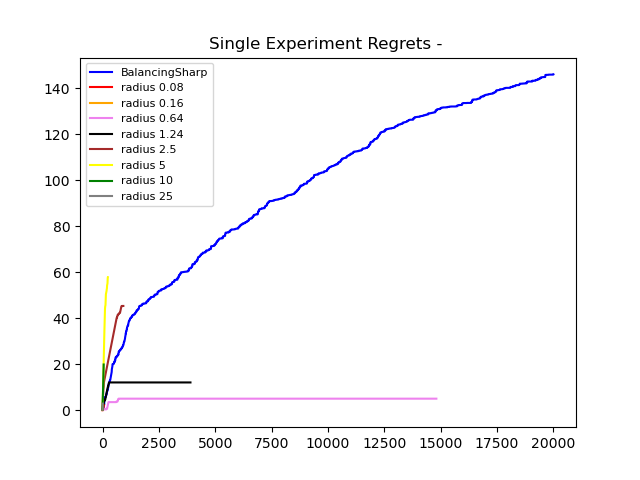 Single Experiment Regrets -
BalancingSharp
radius 0.08
radius 0.16
radius 0.64
radius 1.24
radius 2.5
radius 5
radius 10
radius 25
140
120
100
80
60
40
20
0
0 2500 5000 7500 10000 12500 15000 17500 20000